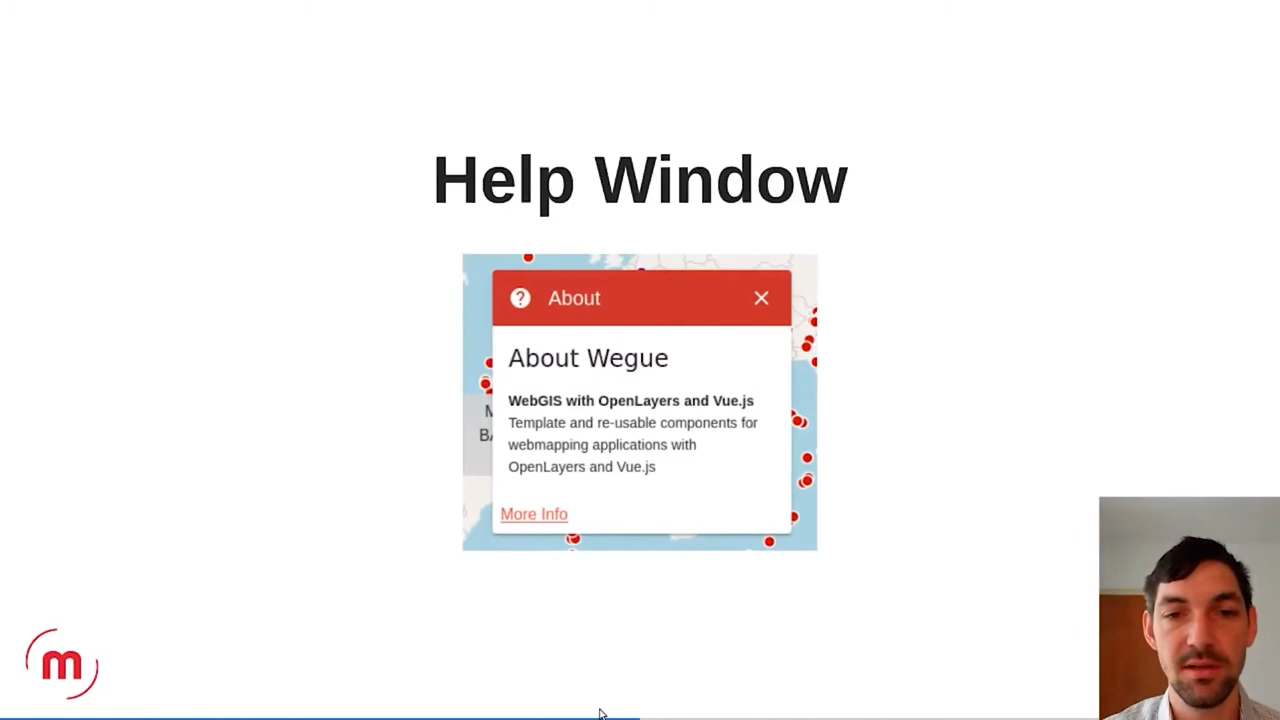 Help Window
About
About Wegue
WebGIS with OpenLayers and Vue.js
Template and re-usable components for
webmapping applications with
OpenLayers and Vue.js
More Info
m